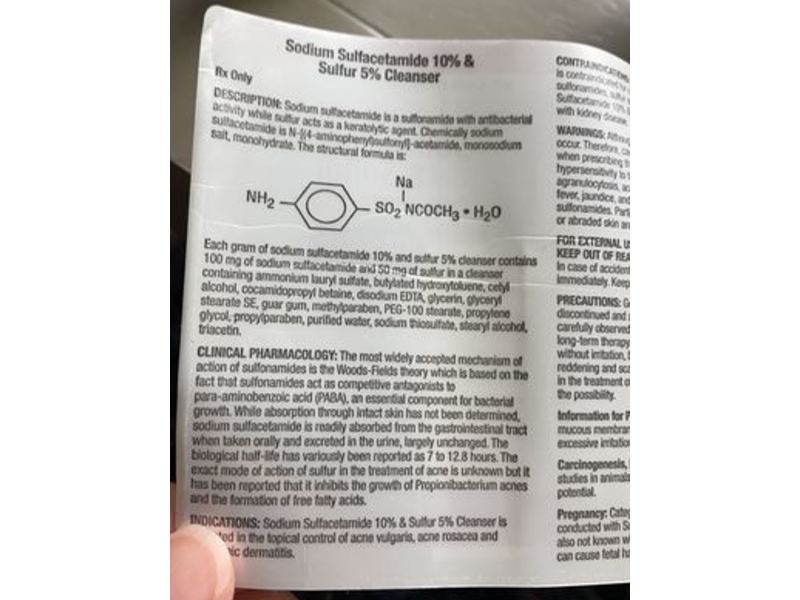 Sodium Sulfacetamide 10% &
Sulfur 5% Cleanser
Rx Only
DESCRIPTION: Sodium sulfacetamide is a sulfonamide with antibacterial
activity while sulfur acts as a keratolytic agent. Chemically sodium
sulfacetamide is N-[(4-aminophenyl)sulfonyl]-acetamide, monosodium
salt, monohydrate. The structural formula is:
Na
NH2
SO2 NCOCH3 • H2O
Each gram of sodium sulfacetamide 10% and sulfur 5% cleanser contains
100 mg of sodium sulfacetamide and 50 mg of sulfur in a cleanser
containing ammonium lauryl sulfate, butylated hydroxytoluene, cetyl
alcohol, cocamidopropyl betaine, disodium EDTA, glycerin, glyceryl
stearate SE, guar gum, methylparaben, PEG-100 stearate, propylene
glycol, propylparaben, purified water, sodium thiosulfate, stearyl alcohol,
triacetin.
CLINICAL PHARMACOLOGY: The most widely accepted mechanism of
action of sulfonamides is the Woods-Fields theory which is based on the
fact that sulfonamides act as competitive antagonists to
para-aminobenzoic acid (PABA), an essential component for bacterial
growth. While absorption through intact skin has not been determined,
sodium sulfacetamide is readily absorbed from the gastrointestinal tract
when taken orally and excreted in the urine, largely unchanged. The
biological half-life has variously been reported as 7 to 12.8 hours. The
exact mode of action of sulfur in the treatment of acne is unknown but it
has been reported that it inhibits the growth of Propionibacterium acnes
and the formation of free fatty acids.
INDICATIONS: Sodium Sulfacetamide 10% & Sulfur 5% Cleanser is
in the topical control of acne vulgaris, acne rosacea and
dermatitis.
CONTRAINDICATIONS
is contraindicated
sulfonamides,
Sulfacetamide
with kidney disease.
WARNINGS:
occur. Therefore,
when prescribing
hypersensitivity to
agranulocytosis,
fever, jaundice, and
sulfonamides.
or abraded skin
FOR EXTERNAL
KEEP OUT OF
In case of
immediately. Keep
PRECAUTIONS:
discontinued and
carefully observed
long-term therapy
without irritation,
reddening and
in the treatment
the possibility.
Information for
mucous
excessive
Carcinogenesis,
studies in animals
potential.
Pregnancy:
conducted with
also not known
can cause fetal